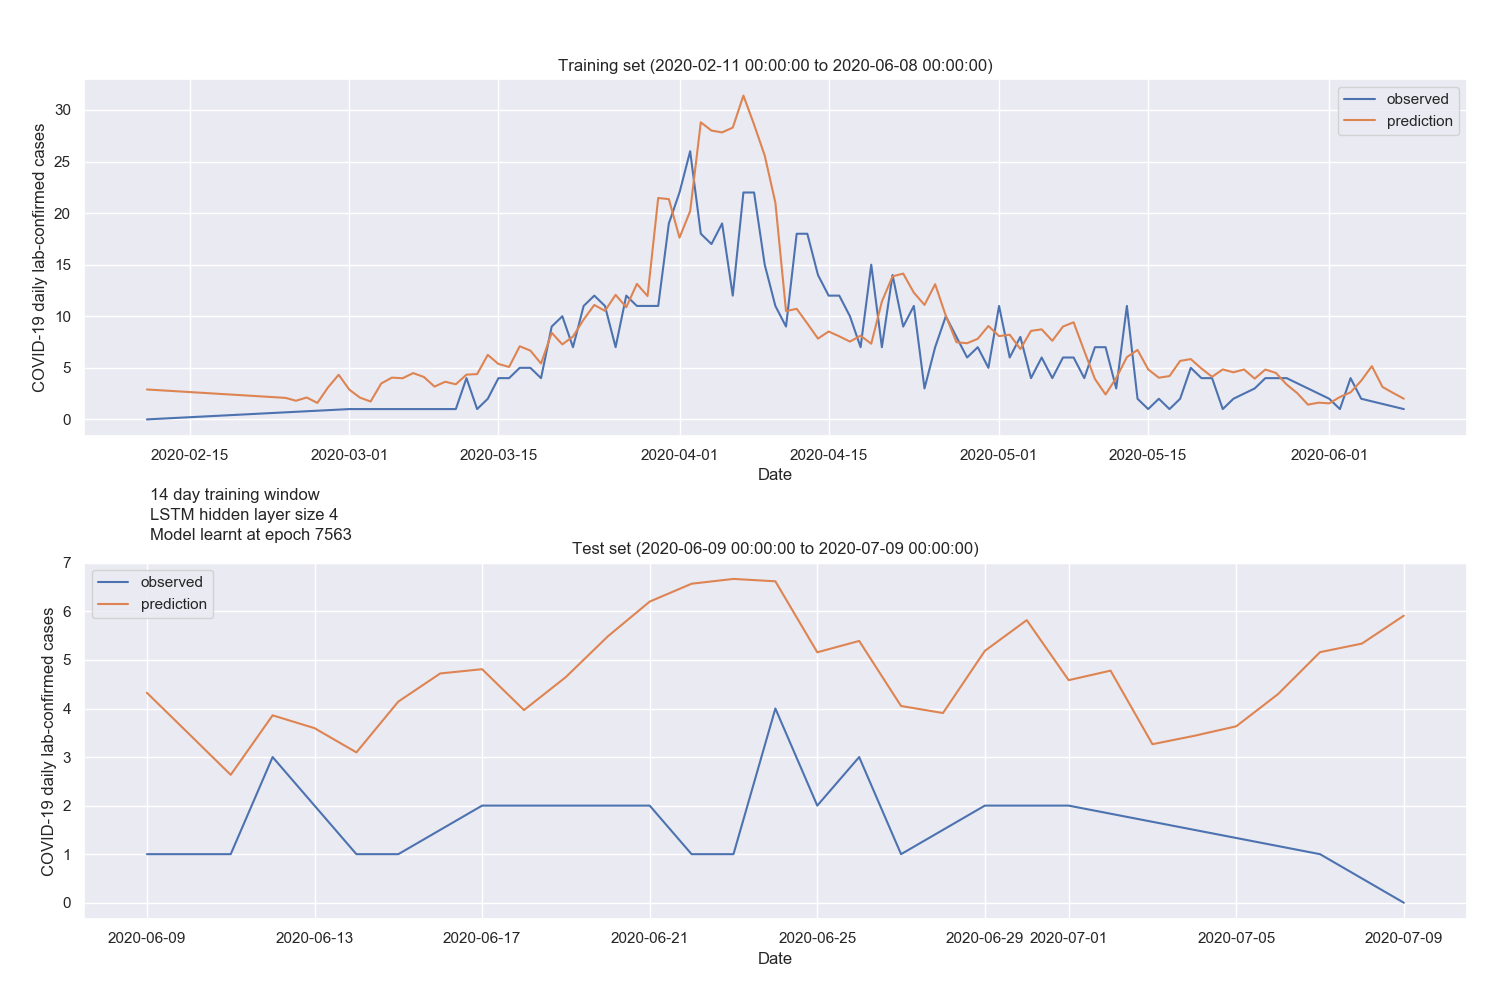 Training set (2020-02-11 00:00:00 to 2020-06-08 00:00:00)
COVID-19 daily lab-confirmed cases
30
25
20
15
10
5
0
observed
prediction
2020-02-15 2020-03-01 2020-03-15 2020-04-01 2020-04-15 2020-05-01 2020-05-15 2020-06-01
Date
14 day training window
LSTM hidden layer size 4
Model learnt at epoch 7563
Test set (2020-06-09 00:00:00 to 2020-07-09 00:00:00)
COVID-19 daily lab-confirmed cases
7
6
5
4
3
2
1
0
observed
prediction
2020-06-09 2020-06-13 2020-06-17 2020-06-21 2020-06-25 2020-06-29 2020-07-01 2020-07-05 2020-07-09
Date